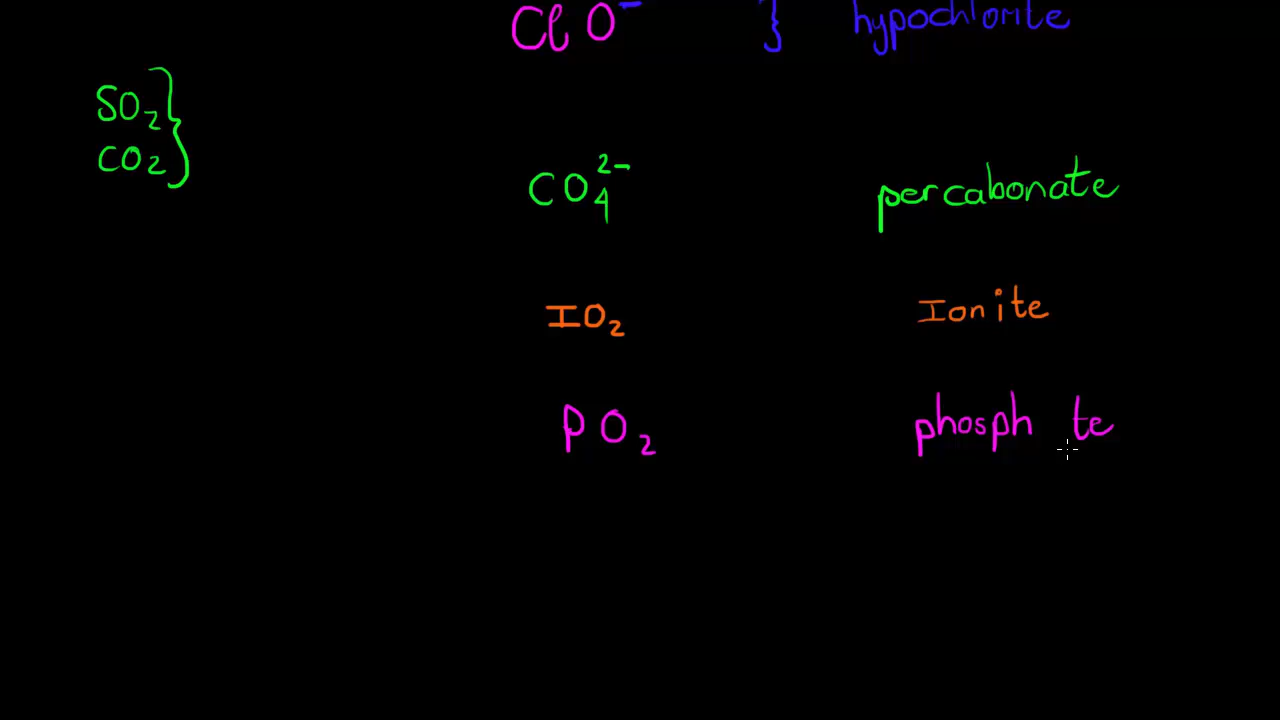 ClO⁻ } hypochlorite
SO₂ }
CO₂
CO₄²⁻ percabonate
IO₂ Ionite
PO₂ phosph te